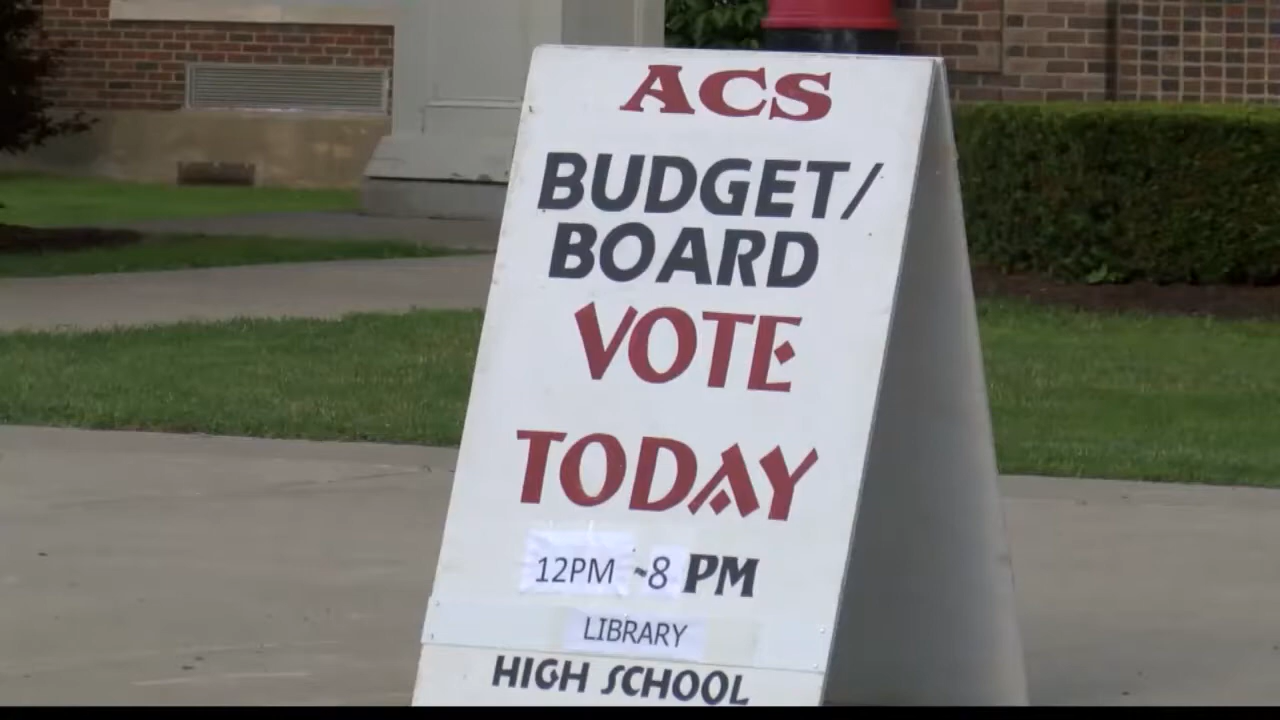 ACS
BUDGET/
BOARD
VOTE
TODAY
12PM -8 PM
LIBRARY
HIGH SCHOOL